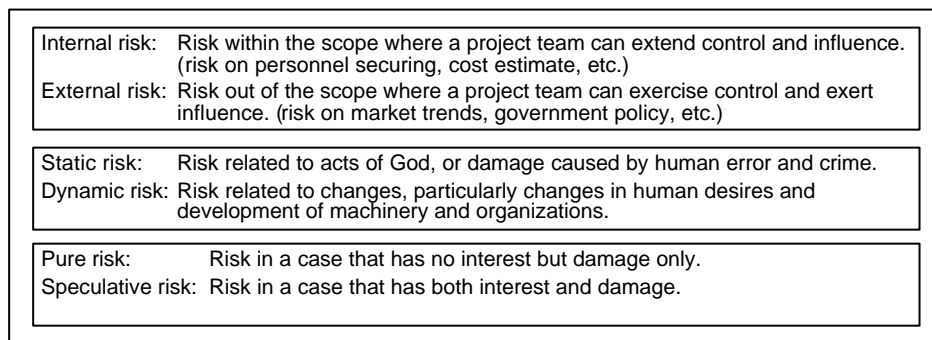 Internal risk: Risk within the scope where a project team can extend control and influence.
(risk on personnel securing, cost estimate, etc.)
External risk: Risk out of the scope where a project team can exercise control and exert
influence. (risk on market trends, government policy, etc.)
Static risk: Risk related to acts of God, or damage caused by human error and crime.
Dynamic risk: Risk related to changes, particularly changes in human desires and
development of machinery and organizations.
Pure risk: Risk in a case that has no interest but damage only.
Speculative risk: Risk in a case that has both interest and damage.